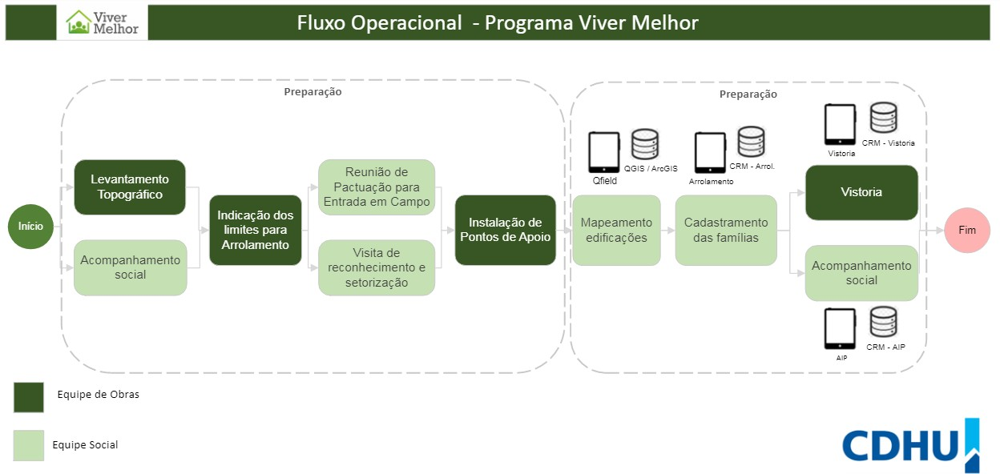 Viver
Melhor
Fluxo Operacional - Programa Viver Melhor
Preparação
Preparação
Vistoria
CRM - Vistoria
Qfield
QGIS / ArcGIS
Arrolamento
CRM - Arrol.
Início
Levantamento
Topográfico
Acompanhamento
social
Indicação dos
limites para
Arrolamento
Reunião de
Pactuação para
Entrada em Campo
Visita de
reconhecimento e
setorização
Instalação de
Pontos de Apoio
Mapeamento
edificações
Cadastramento
das famílias
Vistoria
Acompanhamento
social
Fim
AIP
CRM - AIP
Equipe de Obras
Equipe Social
CDHU